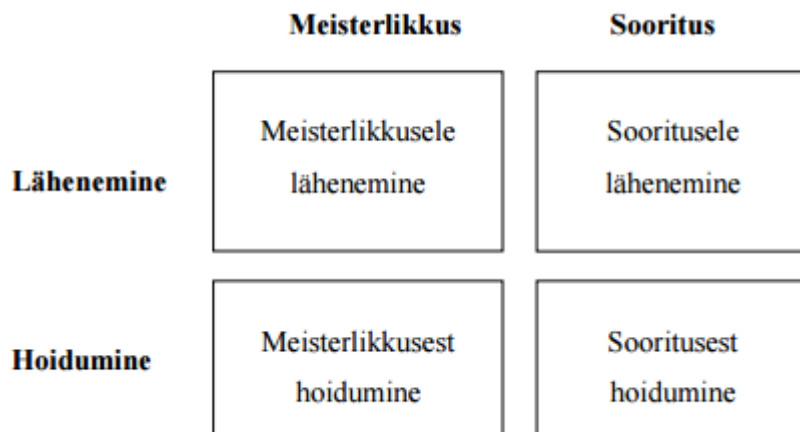 Meisterlikkus Sooritus
Meisterlikkusele Sooritusele
Lähenemine lähenemine lähenemine
Meisterlikkusest Sooritusest
Hoidumine hoidumine hoidumine